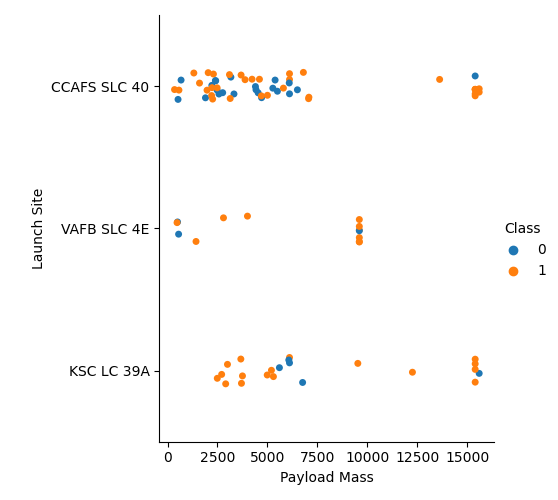 CCAFS SLC 40
VAFB SLC 4E
KSC LC 39A
Launch Site
Class
0
1
0 2500 5000 7500 10000 12500 15000
Payload Mass